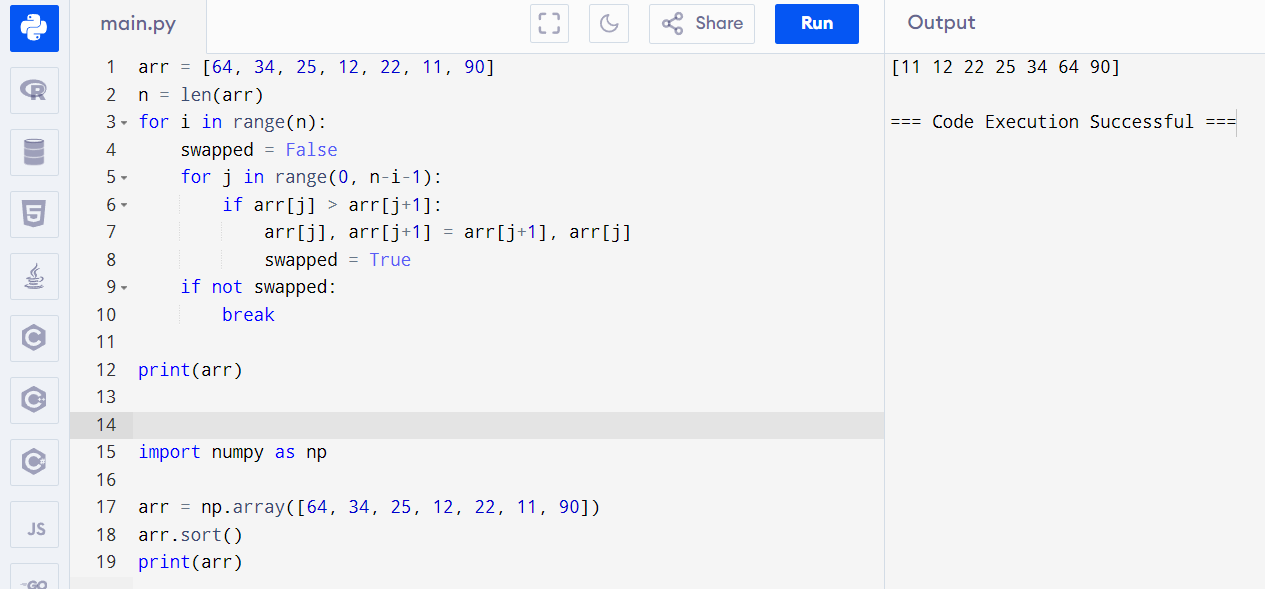 main.py
Share
Run
Output
1 arr = [64, 34, 25, 12, 22, 11, 90]
2 n = len(arr)
3 for i in range(n):
4     swapped = False
5     for j in range(0, n-i-1):
6         if arr[j] > arr[j+1]:
7             arr[j], arr[j+1] = arr[j+1], arr[j]
8             swapped = True
9     if not swapped:
10         break
11
12 print(arr)
13
14
15 import numpy as np
16
17 arr = np.array([64, 34, 25, 12, 22, 11, 90])
18 arr.sort()
19 print(arr)
[11 12 22 25 34 64 90]
=== Code Execution Successful ===
R
5
C
C
C
JS
GO